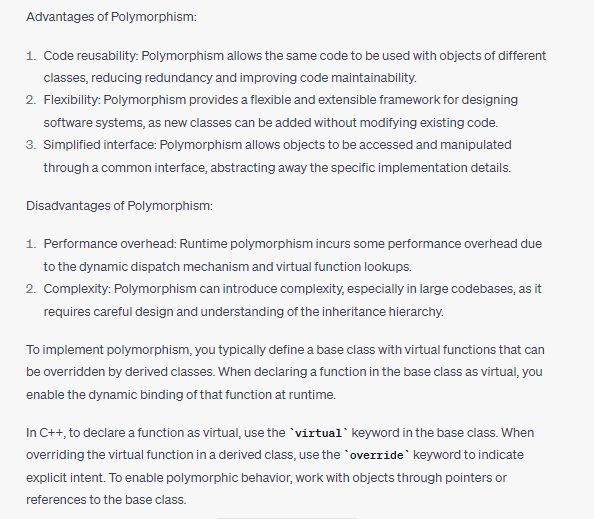 Advantages of Polymorphism:
1. Code reusability: Polymorphism allows the same code to be used with objects of different
classes, reducing redundancy and improving code maintainability.
2. Flexibility: Polymorphism provides a flexible and extensible framework for designing
software systems, as new classes can be added without modifying existing code.
3. Simplified interface: Polymorphism allows objects to be accessed and manipulated
through a common interface, abstracting away the specific implementation details.
Disadvantages of Polymorphism:
1. Performance overhead: Runtime polymorphism incurs some performance overhead due
to the dynamic dispatch mechanism and virtual function lookups.
2. Complexity: Polymorphism can introduce complexity, especially in large codebases, as it
requires careful design and understanding of the inheritance hierarchy.
To implement polymorphism, you typically define a base class with virtual functions that can
be overridden by derived classes. When declaring a function in the base class as virtual, you
enable the dynamic binding of that function at runtime.
In C++, to declare a function as virtual, use the `virtual` keyword in the base class. When
overriding the virtual function in a derived class, use the `override` keyword to indicate
explicit intent. To enable polymorphic behavior, work with objects through pointers or
references to the base class.